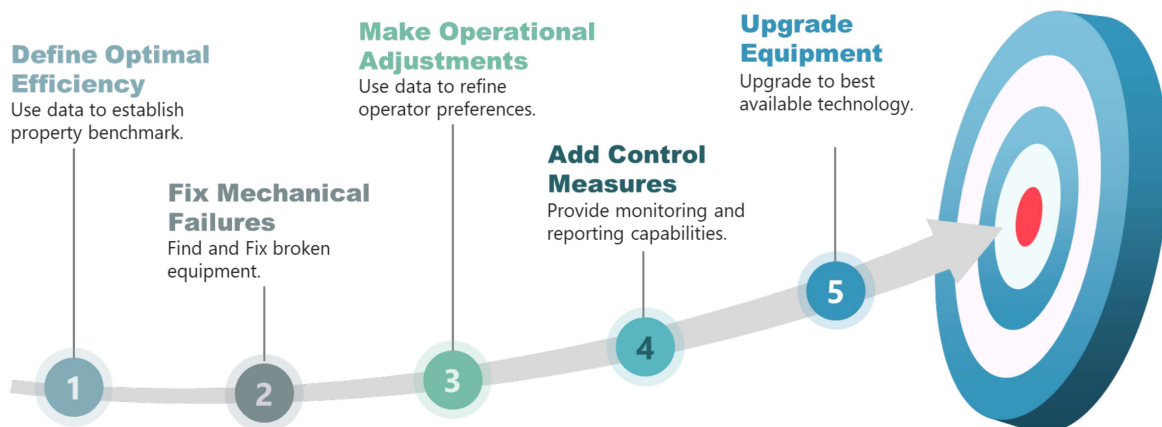 Define Optimal
Efficiency
Use data to establish
property benchmark.
1
Fix Mechanical
Failures
Find and Fix broken
equipment.
2
Make Operational
Adjustments
Use data to refine
operator preferences.
3
Add Control
Measures
Provide monitoring and
reporting capabilities.
4
Upgrade
Equipment
Upgrade to best
available technology.
5